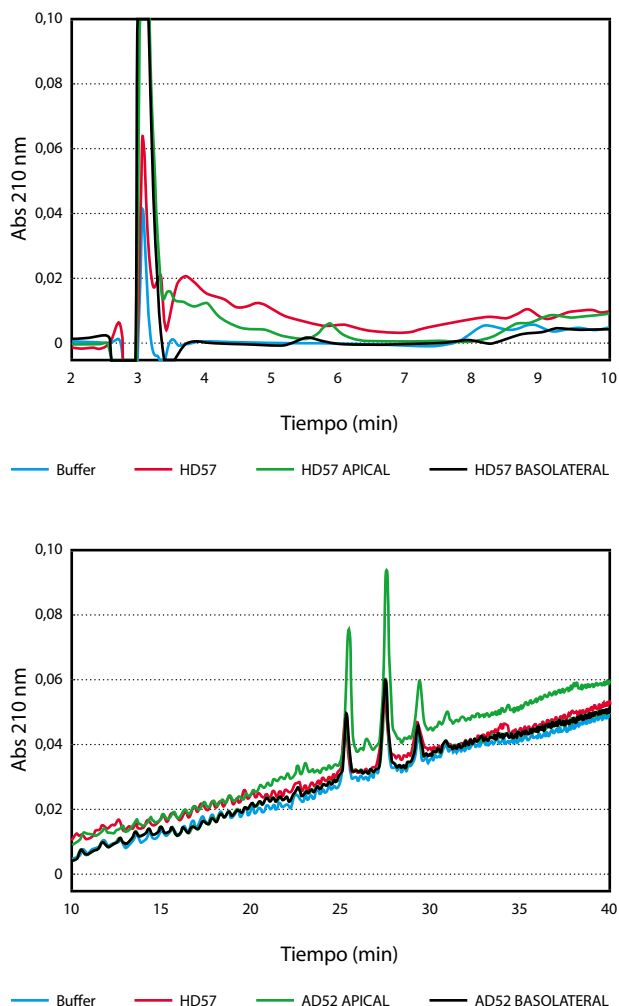 0,10
0,08
0,06
0,04
0,02
0
Abs 210 nm
2 3 4 5 6 7 8 9 10
Tiempo (min)
Buffer HD57 HD57 APICAL HD57 BASOLATERAL
0,10
0,08
0,06
0,04
0,02
0
Abs 210 nm
10 15 20 25 30 35 40
Tiempo (min)
Buffer HD57 AD52 APICAL AD52 BASOLATERAL